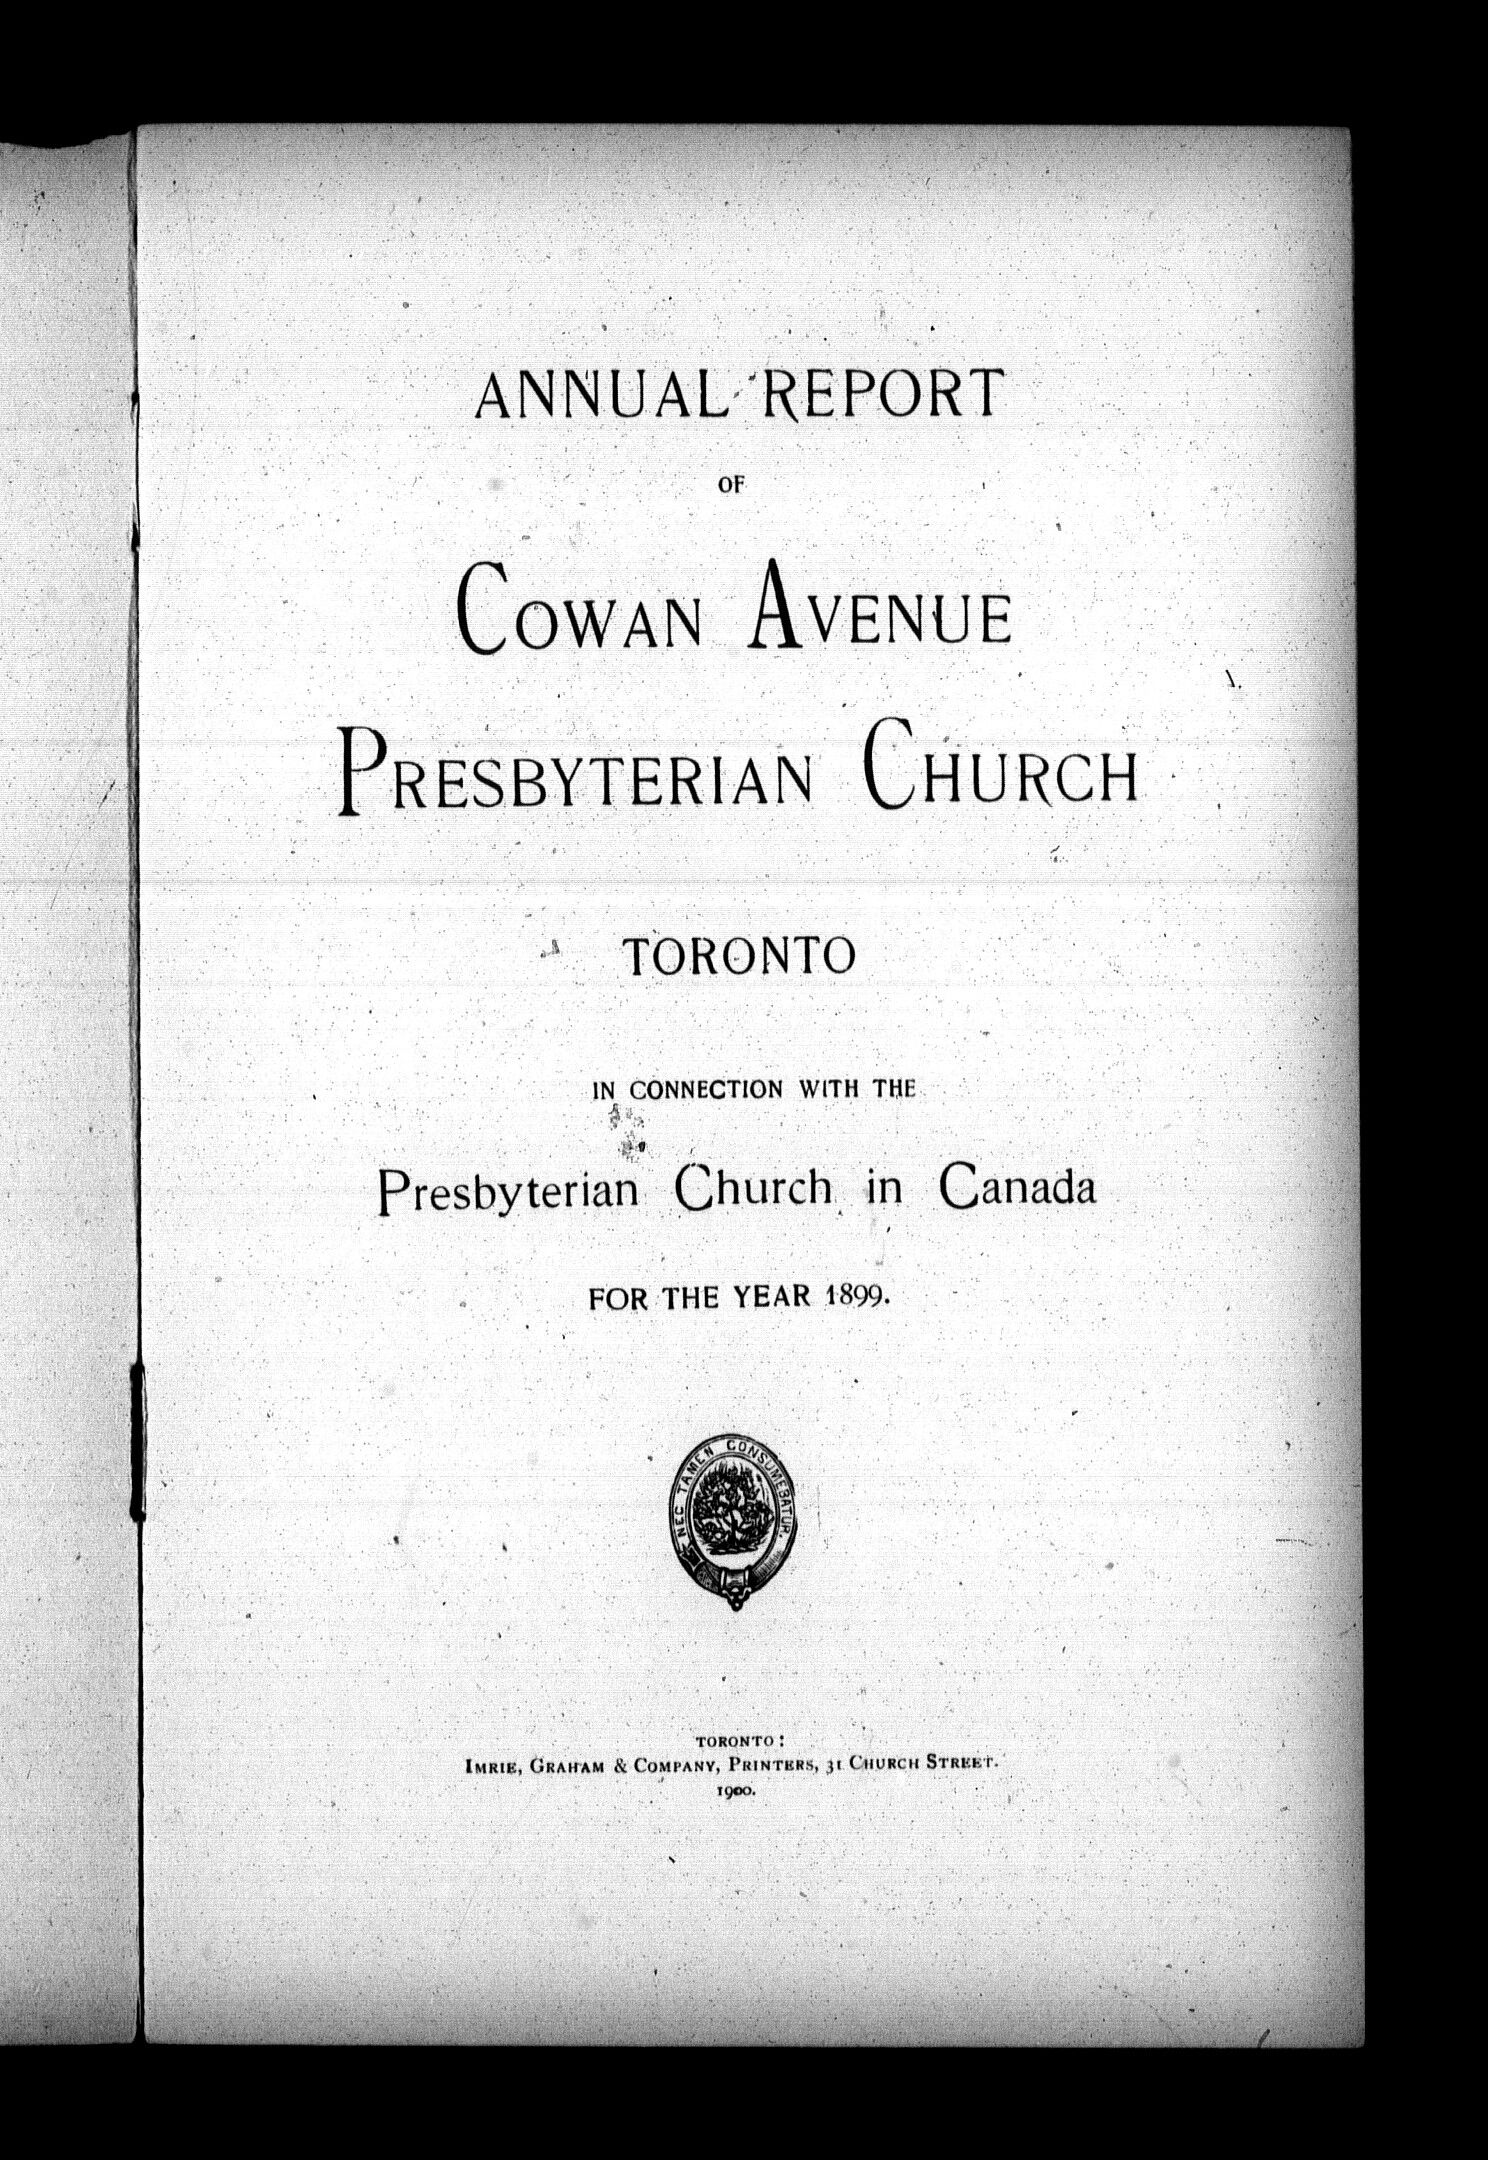 ANNUAL REPORT
OF
COWAN AVENUE
PRESBYTERIAN CHURCH
TORONTO
IN CONNECTION WITH THE
Presbyterian Church in Canada
FOR THE YEAR 1899.
NEC TAMEN CONSUMEBATUR.
TORONTO:
IMRIE, GRAHAM & COMPANY, PRINTERS, 31 CHURCH STREET.
1900.